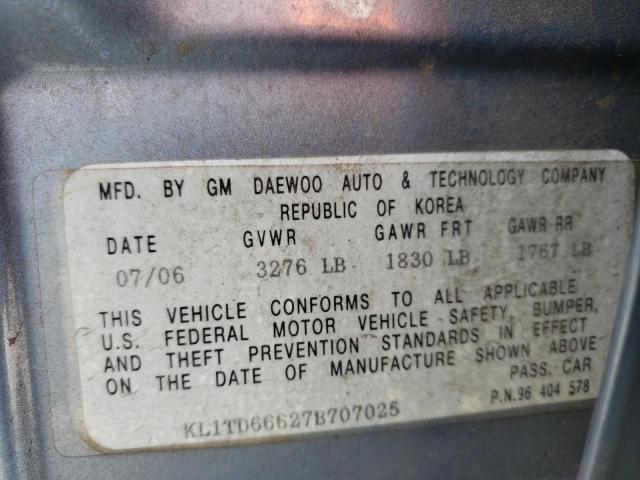 MFD. BY GM DAEWOO AUTO & TECHNOLOGY COMPANY
REPUBLIC OF KOREA
DATE GVWR GAWR FRT GAWR RR
07/06 3276 LB 1830 LB 1767 LB
THIS VEHICLE CONFORMS TO ALL APPLICABLE
U.S. FEDERAL MOTOR VEHICLE SAFETY, BUMPER,
AND THEFT PREVENTION STANDARDS IN EFFECT
ON THE DATE OF MANUFACTURE SHOWN ABOVE
PASS. CAR
P.N.96 404 578
KL1TD66627B707025